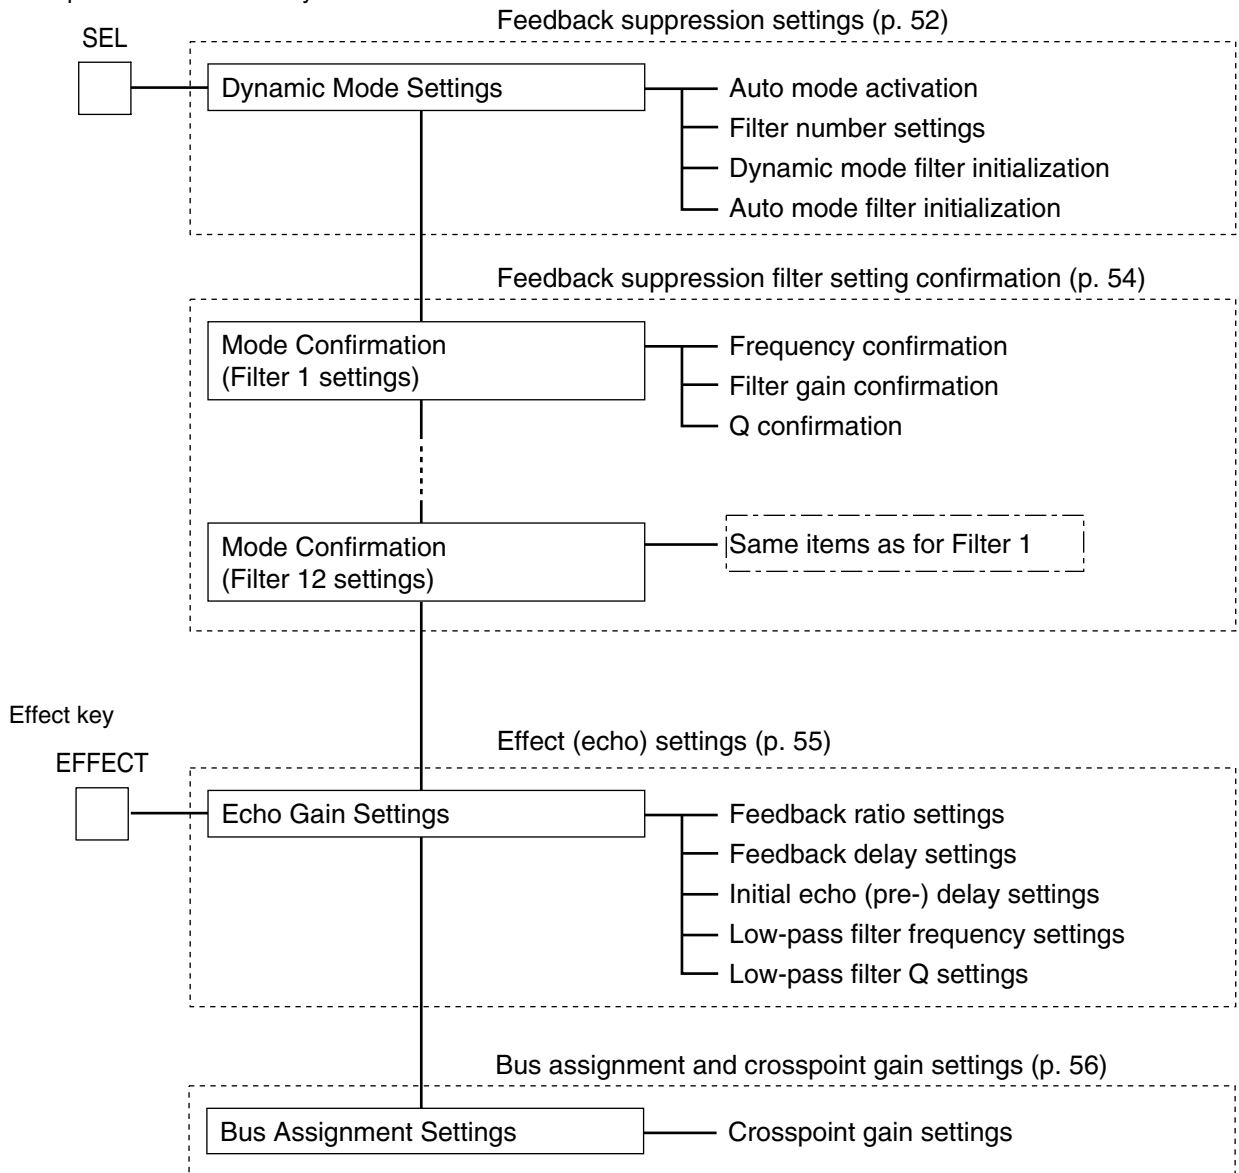 Feedback suppression settings (p. 52)
SEL
Dynamic Mode Settings
Auto mode activation
Filter number settings
Dynamic mode filter initialization
Auto mode filter initialization
Feedback suppression filter setting confirmation (p. 54)
Mode Confirmation
(Filter 1 settings)
Frequency confirmation
Filter gain confirmation
Q confirmation
Mode Confirmation
(Filter 12 settings)
Same items as for Filter 1
Effect key
EFFECT
Effect (echo) settings (p. 55)
Echo Gain Settings
Feedback ratio settings
Feedback delay settings
Initial echo (pre-) delay settings
Low-pass filter frequency settings
Low-pass filter Q settings
Bus assignment and crosspoint gain settings (p. 56)
Bus Assignment Settings
Crosspoint gain settings